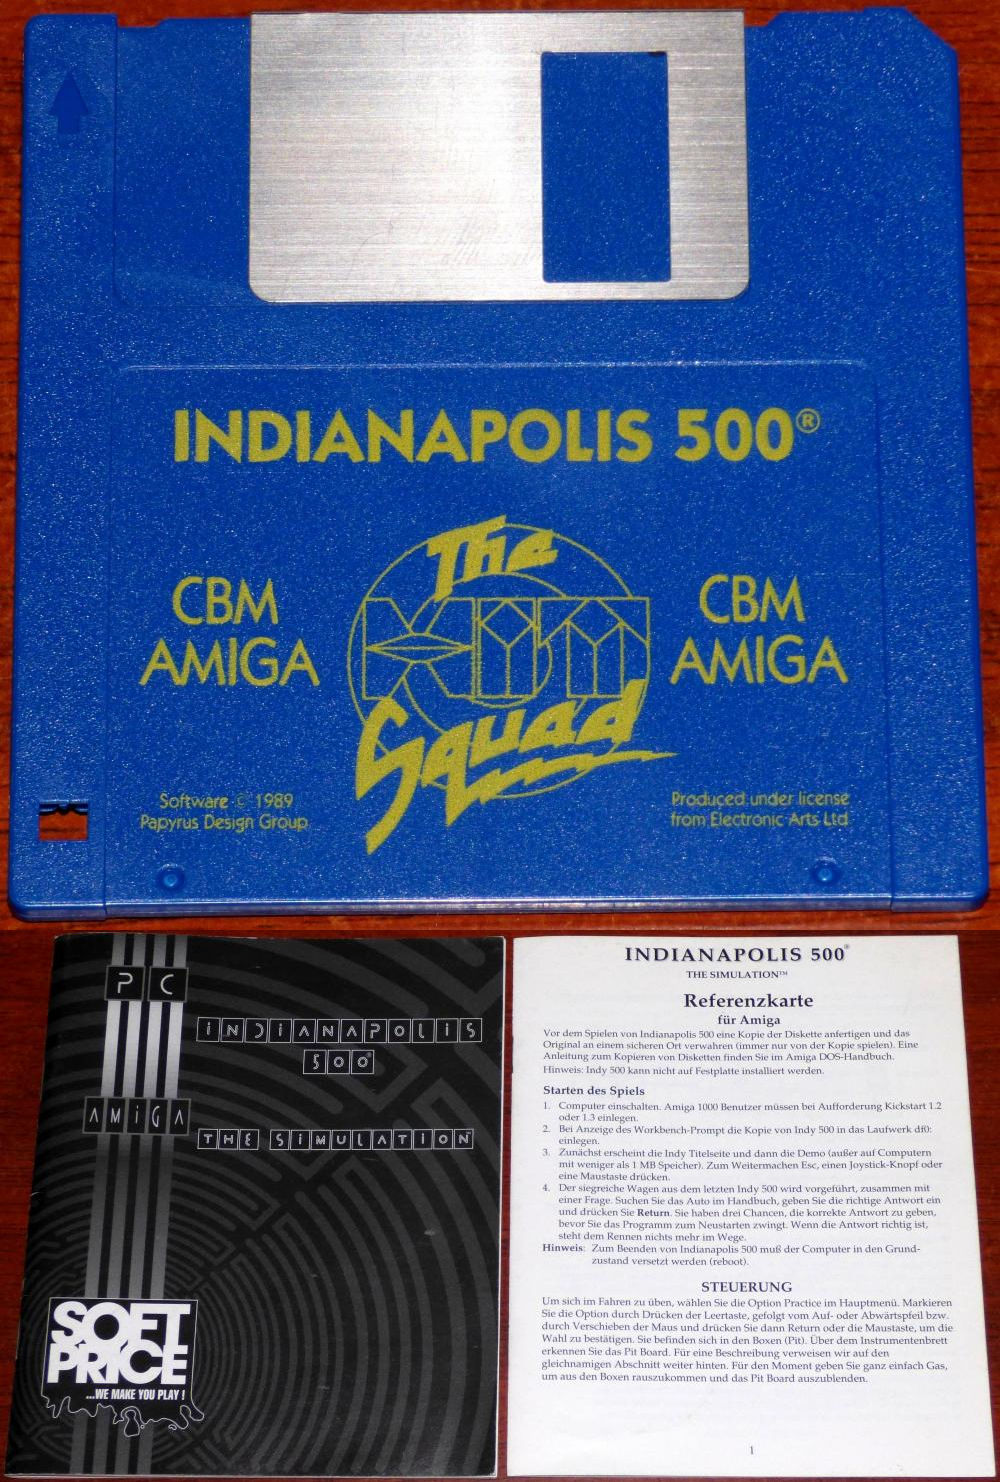 INDIANAPOLIS 500®
The
Hit
Squad
CBM
AMIGA
CBM
AMIGA
Software © 1989
Papyrus Design Group
Produced under license
from Electronic Arts Ltd
PC
INDIANAPOLIS
500®
AMIGA
THE SIMULATION™
SOFT
PRICE
...WE MAKE YOU PLAY !
INDIANAPOLIS 500®
THE SIMULATION™
Referenzkarte
für Amiga
Vor dem Spielen von Indianapolis 500 eine Kopie der Diskette anfertigen und das
Original an einem sicheren Ort verwahren (immer nur von der Kopie spielen). Eine
Anleitung zum Kopieren von Disketten finden Sie im Amiga DOS-Handbuch.
Hinweis: Indy 500 kann nicht auf Festplatte installiert werden.
Starten des Spiels
1. Computer einschalten. Amiga 1000 Benutzer müssen bei Aufforderung Kickstart 1.2
oder 1.3 einlegen.
2. Bei Anzeige des Workbench-Prompt die Kopie von Indy 500 in das Laufwerk df0:
einlegen.
3. Zunächst erscheint die Indy Titelseite und dann die Demo (außer auf Computern
mit weniger als 1 MB Speicher). Zum Weitermachen Esc, einen Joystick-Knopf oder
eine Maustaste drücken.
4. Der siegreiche Wagen aus dem letzten Indy 500 wird vorgeführt, zusammen mit
einer Frage. Suchen Sie das Auto im Handbuch, geben Sie die richtige Antwort ein
und drücken Sie Return. Sie haben drei Chancen, die korrekte Antwort zu geben,
bevor Sie das Programm zum Neustarten zwingt. Wenn die Antwort richtig ist,
steht dem Rennen nichts mehr im Wege.
Hinweis: Zum Beenden von Indianapolis 500 muß der Computer in den Grund-
zustand versetzt werden (reboot).
STEUERUNG
Um sich im Fahren zu üben, wählen Sie die Option Practice im Hauptmenü. Markieren
Sie die Option durch Drücken der Leertaste, gefolgt vom Auf- oder Abwärtspfeil bzw.
durch Verschieben der Maus und drücken Sie dann Return oder die Maustaste, um die
Wahl zu bestätigen. Sie befinden sich in den Boxen (Pit). Über dem Instrumentenbrett
erkennen Sie das Pit Board. Für eine Beschreibung verweisen wir auf den
gleichnamigen Abschnitt weiter hinten. Für den Moment geben Sie ganz einfach Gas,
um aus den Boxen rauszukommen und das Pit Board auszublenden.
1